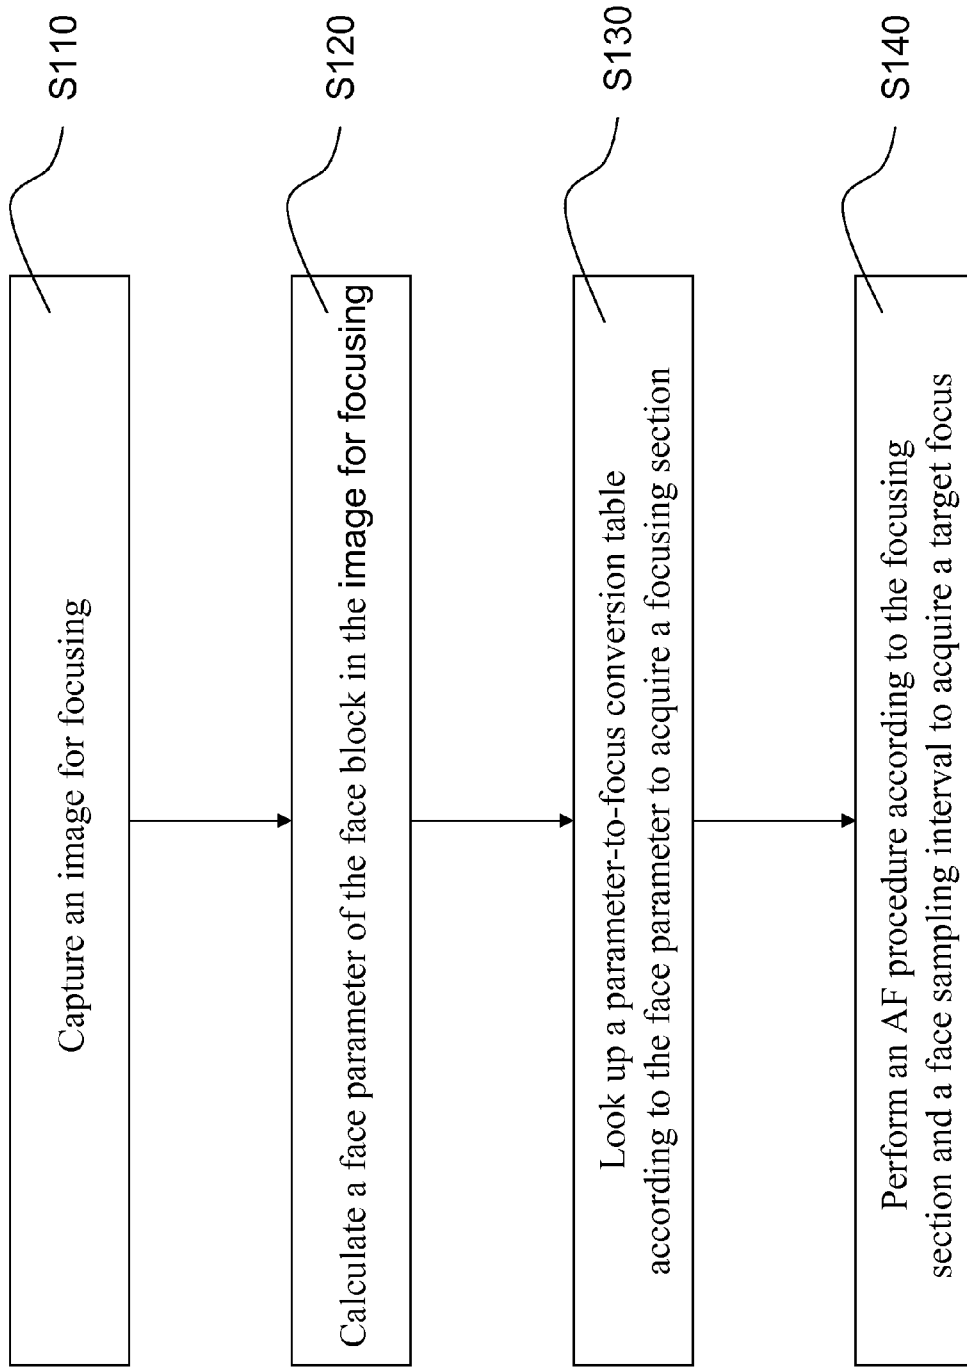 Capture an image for focusing
S110
Calculate a face parameter of the face block in the image for focusing
S120
Look up a parameter-to-focus conversion table
according to the face parameter to acquire a focusing section
S130
Perform an AF procedure according to the focusing
section and a face sampling interval to acquire a target focus
S140